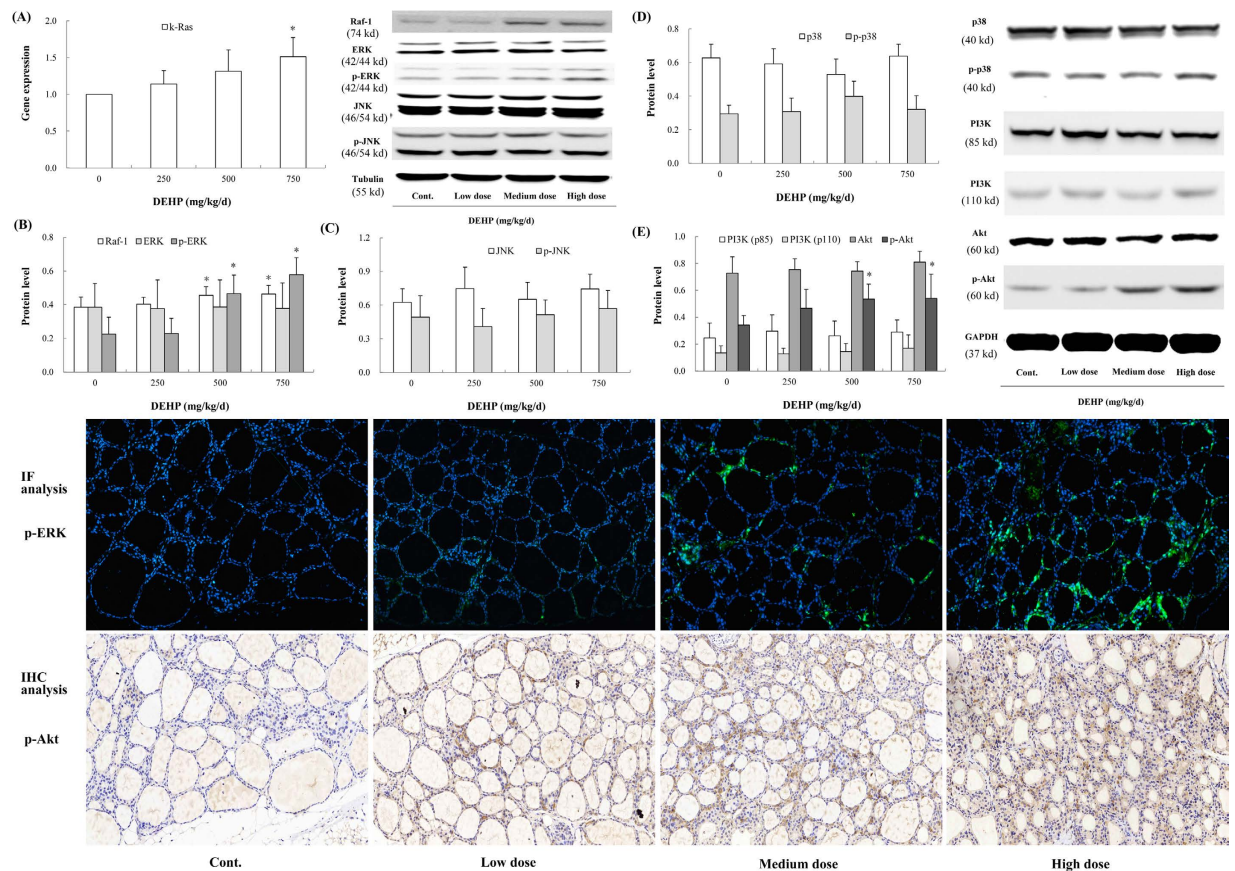 (A)
k-Ras
*
2.0
1.5
1.0
0.5
0.0
Gene expression
0 250 500 750
DEHP (mg/kg/d)
Raf-1
(74 kd)
ERK
(42/44 kd)
p-ERK
(42/44 kd)
JNK
(46/54 kd)
p-JNK
(46/54 kd)
Tubulin
(55 kd)
Cont. Low dose Medium dose High dose
DEHP (mg/kg/d)
(D)
p38 p-p38
0.8
0.6
0.4
0.2
0.0
Protein level
0 250 500 750
DEHP (mg/kg/d)
p38
(40 kd)
p-p38
(40 kd)
PI3K
(85 kd)
PI3K
(110 kd)
Akt
(60 kd)
p-Akt
(60 kd)
GAPDH
(37 kd)
Cont. Low dose Medium dose High dose
DEHP (mg/kg/d)
(B)
Raf-1 ERK p-ERK
* * * *
0.8
0.6
0.4
0.2
0.0
Protein level
0 250 500 750
DEHP (mg/kg/d)
(C)
JNK p-JNK
1.2
0.9
0.6
0.3
0.0
Protein level
0 250 500 750
DEHP (mg/kg/d)
(E)
PI3K (p85) PI3K (p110) Akt p-Akt
* *
1.0
0.8
0.6
0.4
0.2
0.0
Protein level
0 250 500 750
DEHP (mg/kg/d)
IF
analysis
p-ERK
IHC
analysis
p-Akt
Cont. Low dose Medium dose High dose